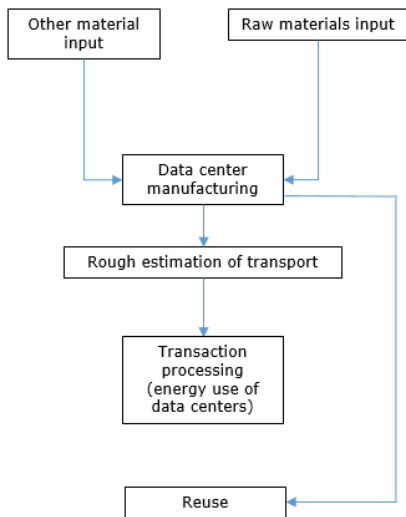 Other material
input
Raw materials input
Data center
manufacturing
Rough estimation of transport
Transaction
processing
(energy use of
data centers)
Reuse